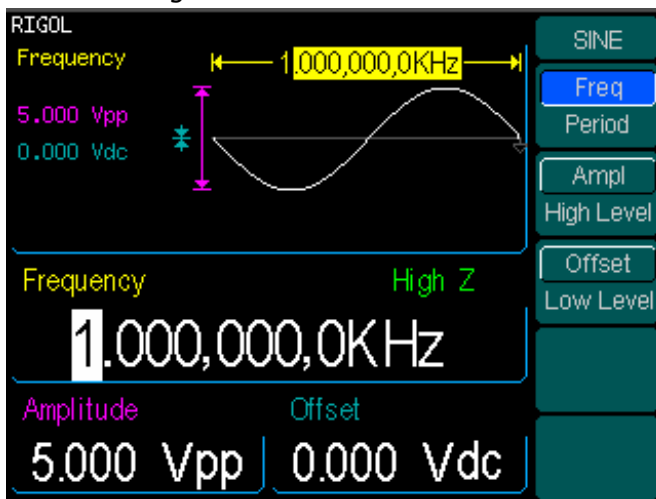 RIGOL
Frequency
1.000,000,0KHz
5.000 Vpp
0.000 Vdc
Frequency
High Z
1.000,000,0KHz
Amplitude
Offset
5.000 Vpp
0.000 Vdc
SINE
Freq
Period
Ampl
High Level
Offset
Low Level